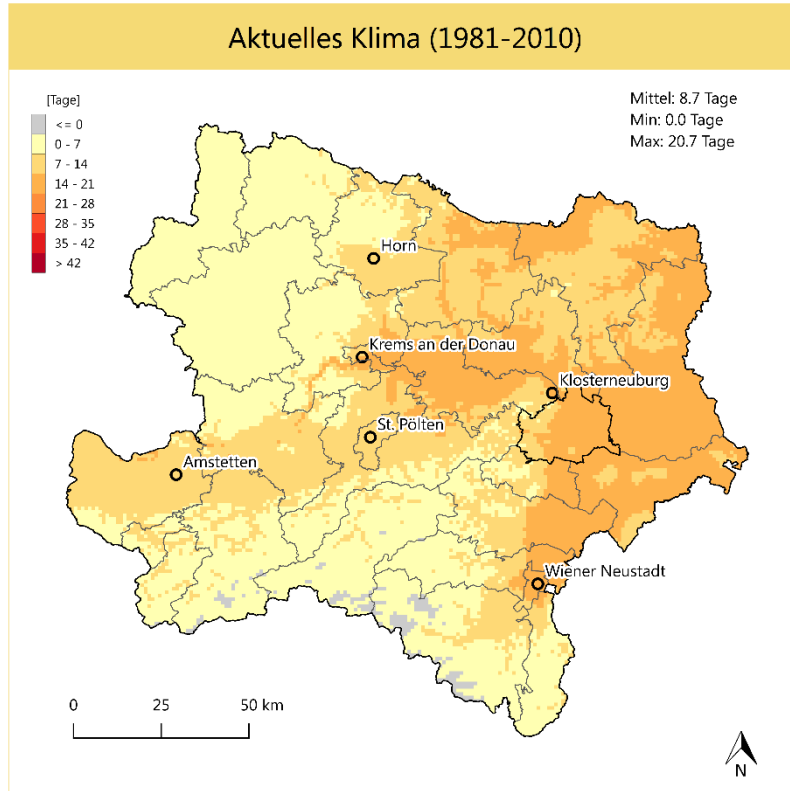 Aktuelles Klima (1981-2010)
[Tage]
<= 0
0 - 7
7 - 14
14 - 21
21 - 28
28 - 35
35 - 42
> 42
Mittel: 8.7 Tage
Min: 0.0 Tage
Max: 20.7 Tage
Horn
Krems an der Donau
Klosterneuburg
St. Pölten
Amstetten
Wiener Neustadt
0 25 50 km
N